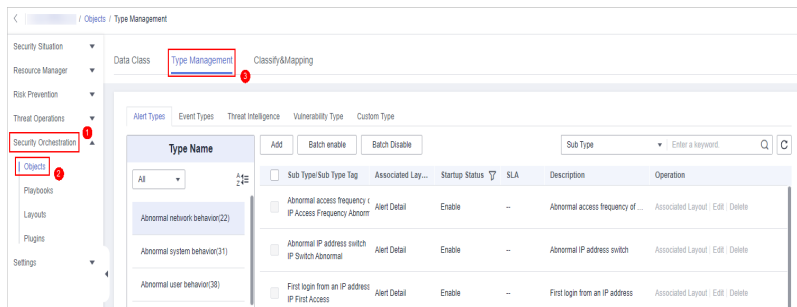 / Objects / Type Management
Security Situation
Resource Manager
Risk Prevention
Threat Operations
Security Orchestration
1
Objects
2
Playbooks
Layouts
Plugins
Settings
Data Class Type Management Classify&Mapping
3
Alert Types Event Types Threat Intelligence Vulnerability Type Custom Type
Type Name
All
Abnormal network behavior(22)
Abnormal system behavior(31)
Abnormal user behavior(38)
Add Batch enable Batch Disable Sub Type Enter a keyword.
Sub Type/Sub Type Tag Associated Lay... Startup Status SLA Description Operation
Abnormal access frequency
IP Access Frequency Abnorm
Alert Detail Enable -- Abnormal access frequency of ... Associated Layout Edit Delete
Abnormal IP address switch
IP Switch Abnormal
Alert Detail Enable -- Abnormal IP address switch Associated Layout Edit Delete
First login from an IP address
IP First Access
Alert Detail Enable -- First login from an IP address Associated Layout Edit Delete